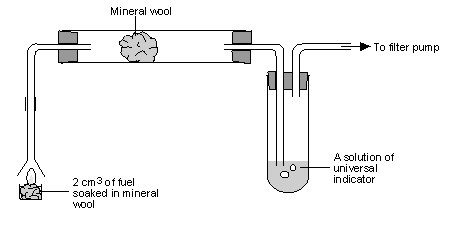 Mineral wool
To filter pump
A solution of
universal
indicator
2 cm3 of fuel
soaked in mineral
wool